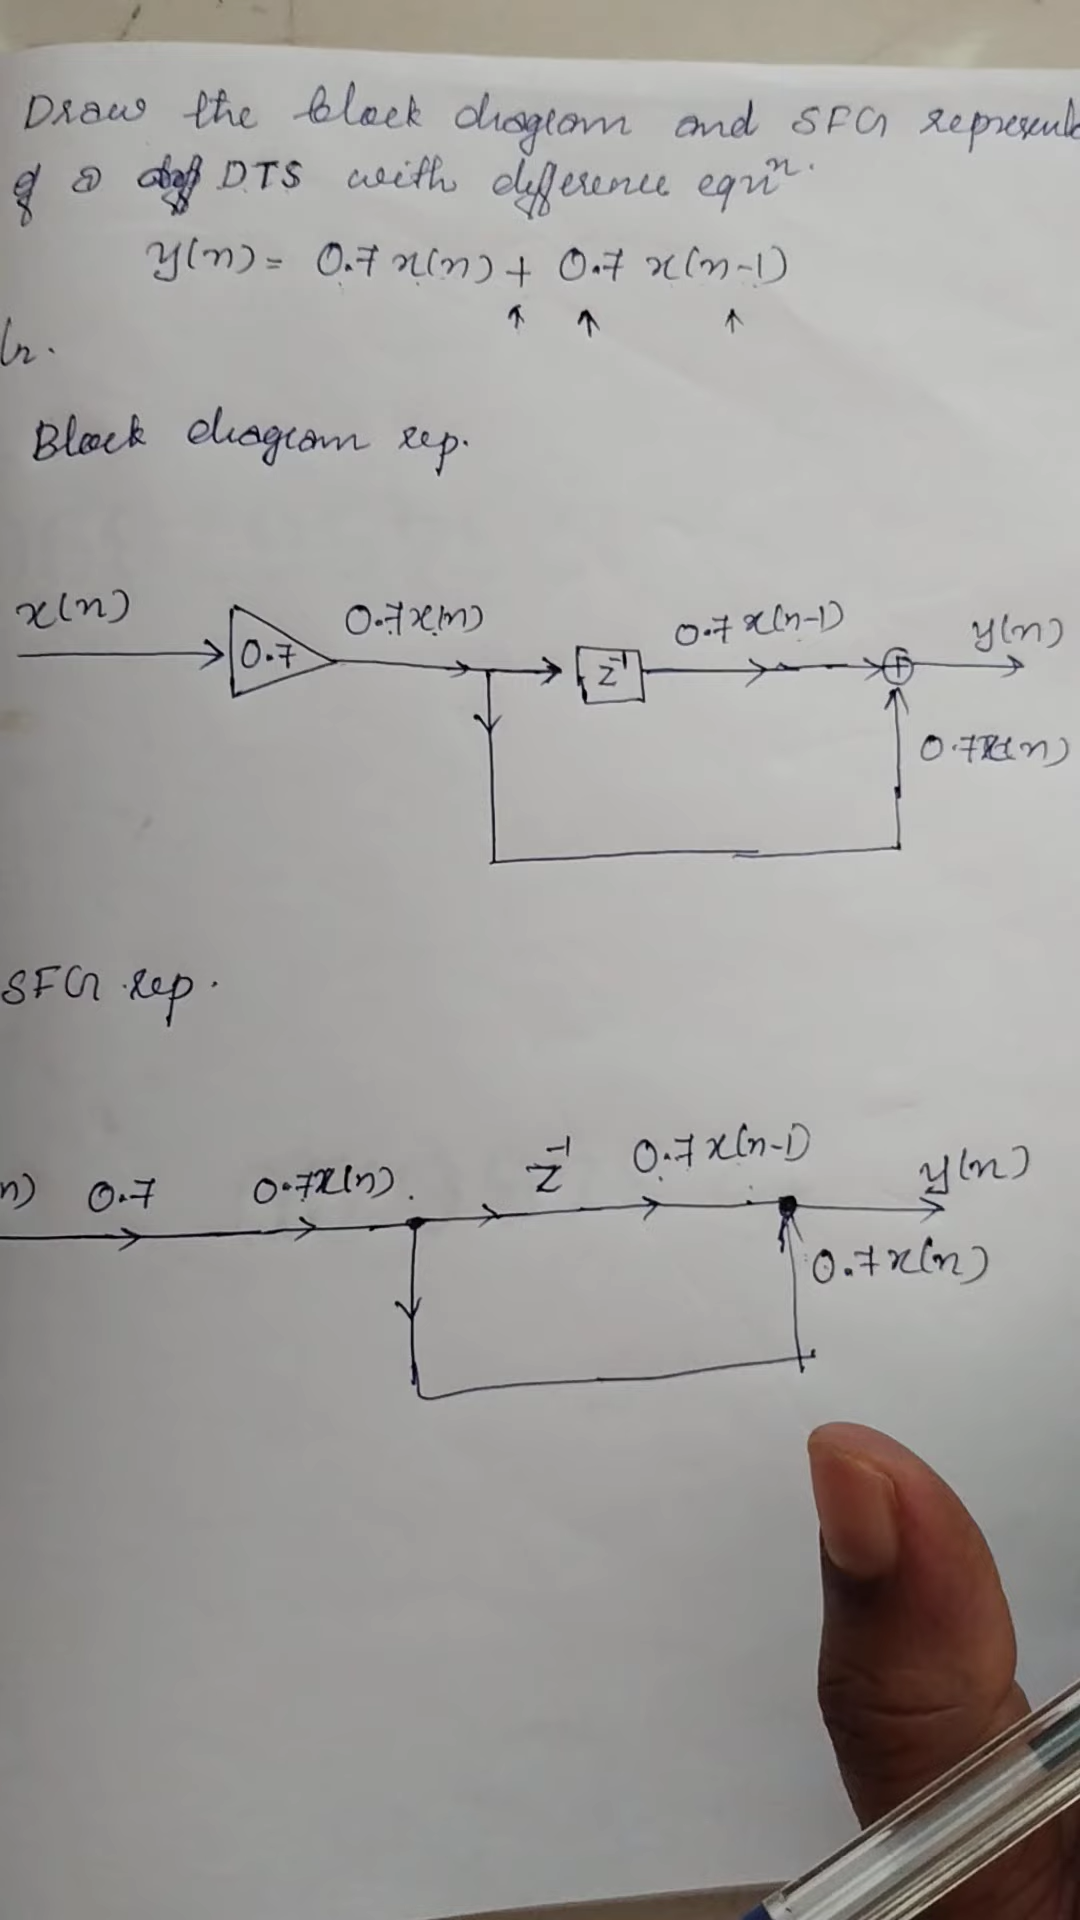 Draw the block diagram and SFG represent
of a DTS with difference equnⁿ.
y(n) = 0.7 x(n) + 0.7 x(n-1)
ln.
Block diagram rep.
x(n)
0.7
0.7x(n)
z⁻¹
0.7 x(n-1)
+
y(n)
0.7x(n)
SFG rep.
n)
0.7
0.7x(n).
z⁻¹
0.7 x(n-1)
y(n)
0.7x(n)